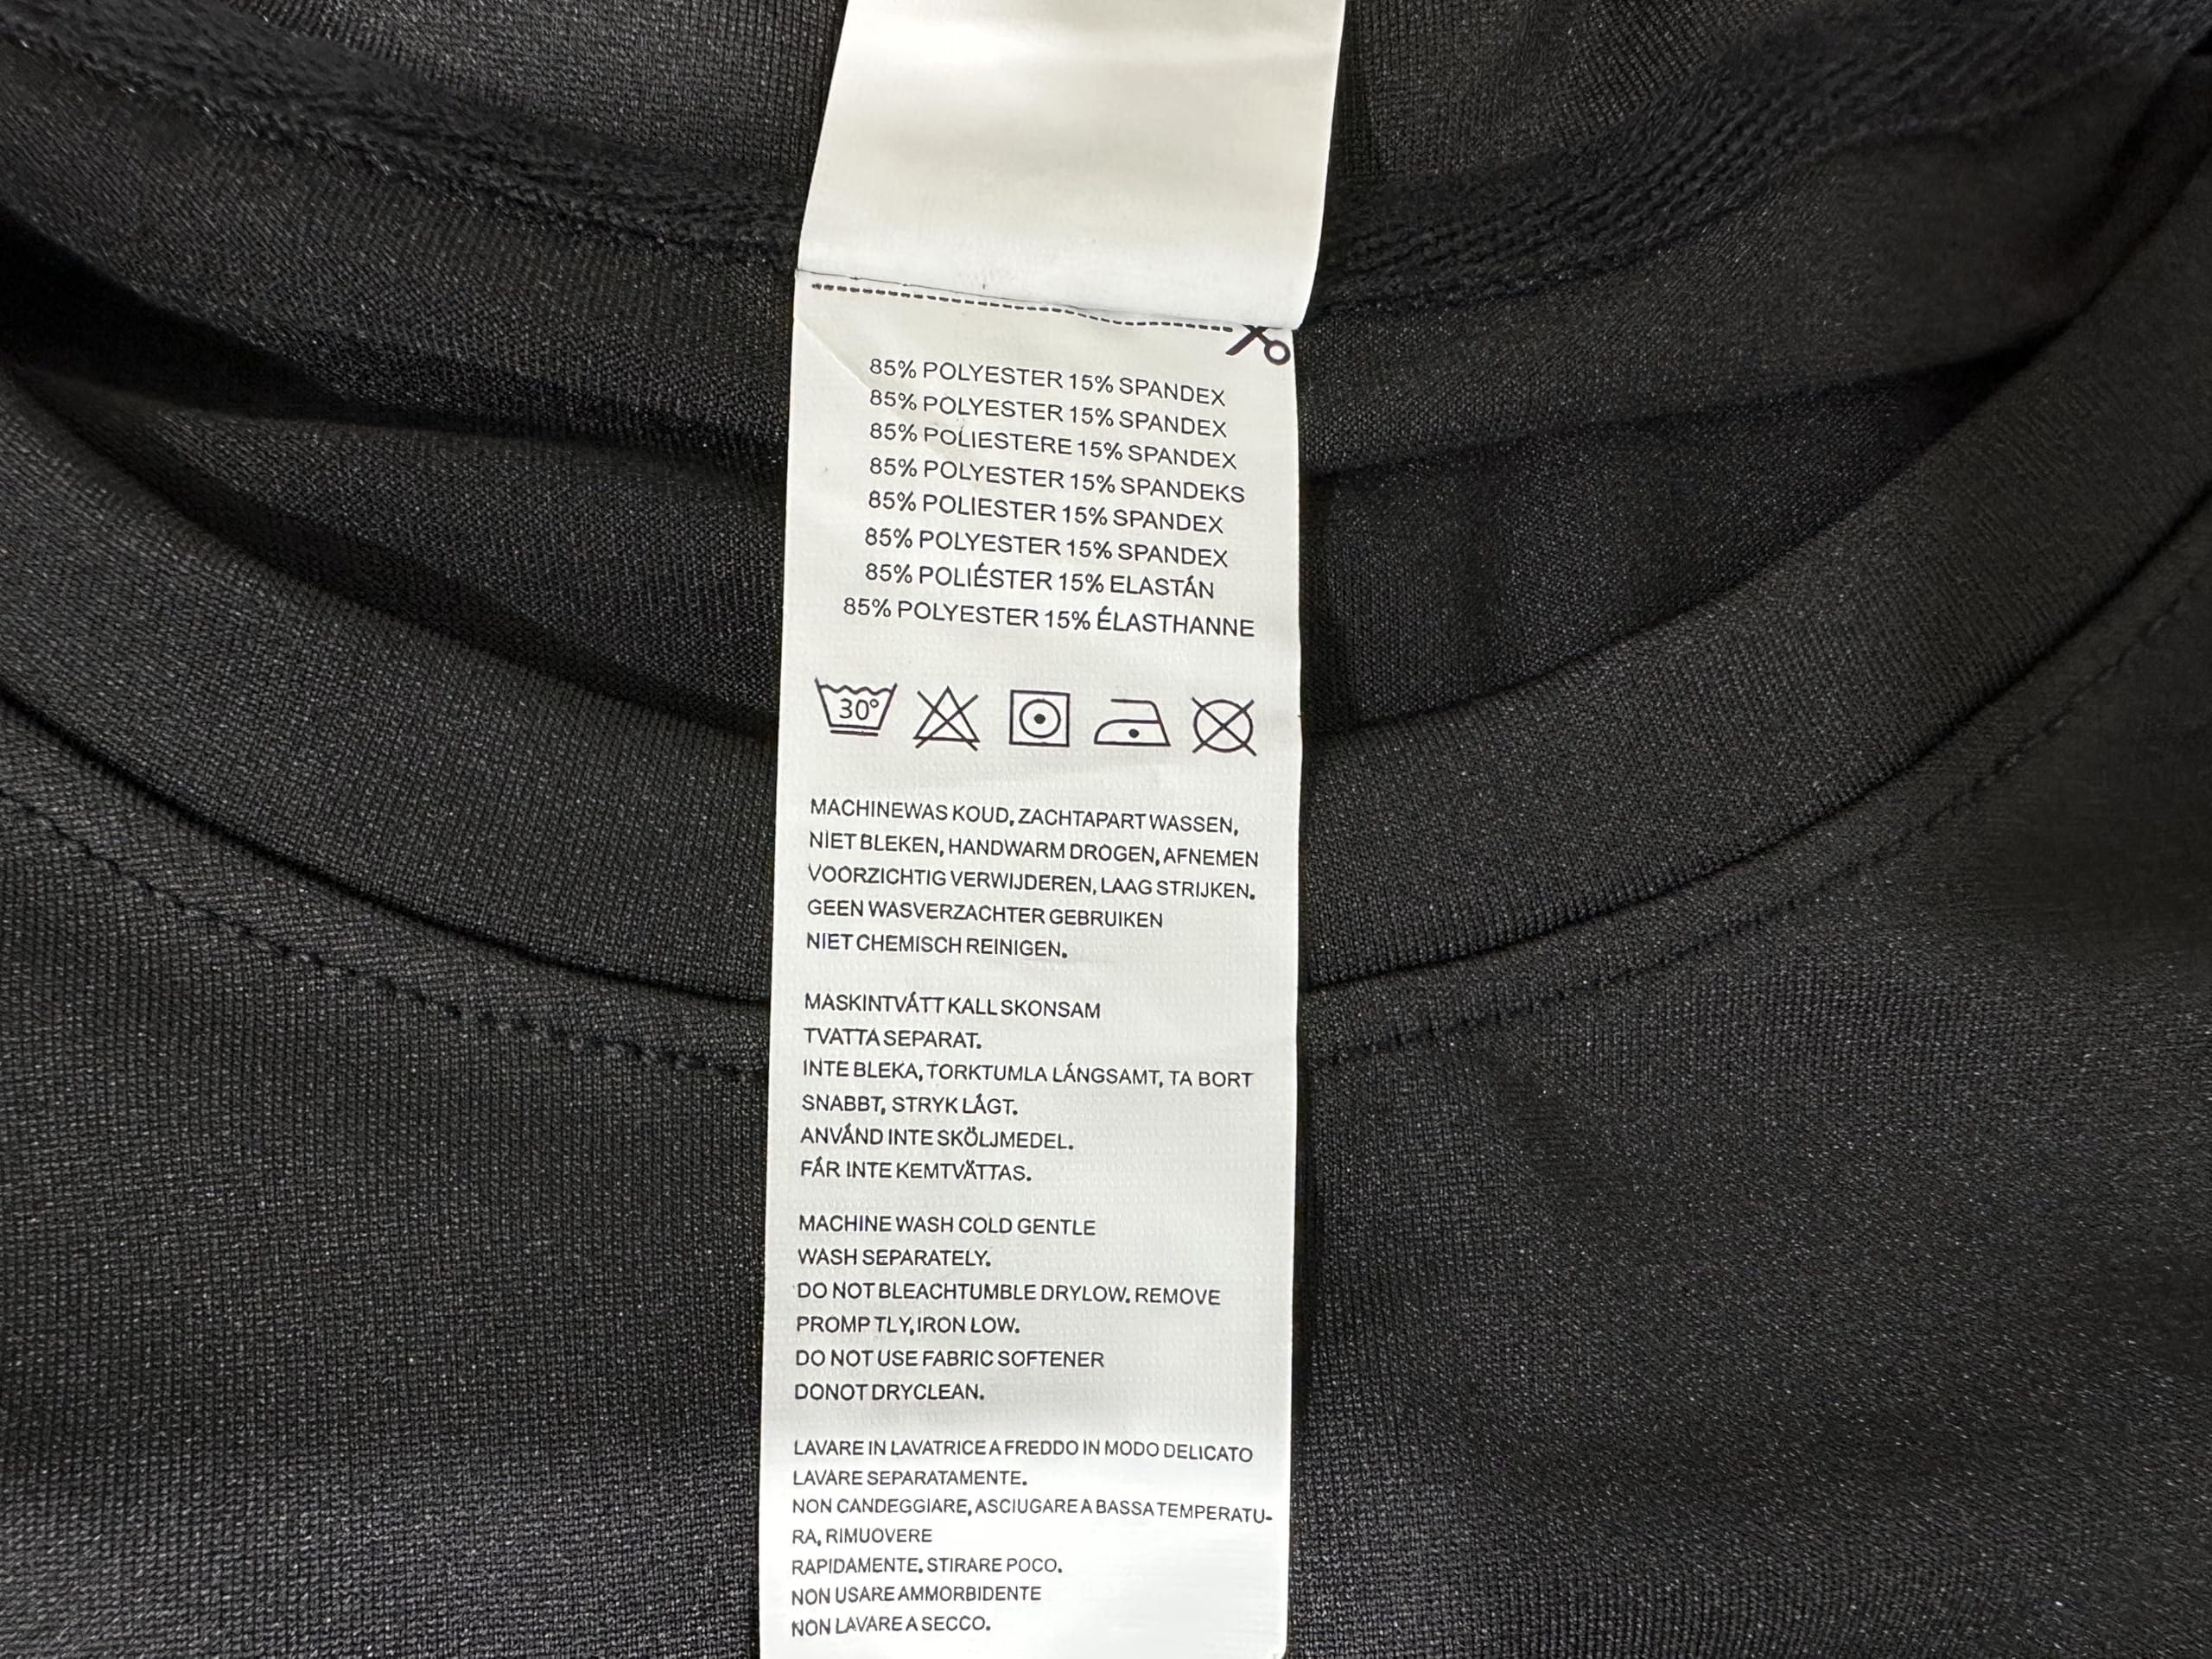 85% POLYESTER 15% SPANDEX
85% POLYESTER 15% SPANDEX
85% POLIESTERE 15% SPANDEX
85% POLYESTER 15% SPANDEKS
85% POLIESTER 15% SPANDEX
85% POLYESTER 15% SPANDEX
85% POLIÉSTER 15% ELASTÁN
85% POLYESTER 15% ÉLASTHANNE
30°
MACHINEWAS KOUD, ZACHTAPART WASSEN,
NIET BLEKEN, HANDWARM DROGEN, AFNEMEN
VOORZICHTIG VERWIJDEREN, LAAG STRIJKEN.
GEEN WASVERZACHTER GEBRUIKEN
NIET CHEMISCH REINIGEN.
MASKINTVÁTT KALL SKONSAM
TVATTA SEPARAT.
INTE BLEKA, TORKTUMLA LÁNGSAMT, TA BORT
SNABBT, STRYK LÁGT.
ANVÁND INTE SKÖLJMEDEL.
FÁR INTE KEMTVÄTTAS.
MACHINE WASH COLD GENTLE
WASH SEPARATELY.
DO NOT BLEACHTUMBLE DRYLOW. REMOVE
PROMP TLY, IRON LOW.
DO NOT USE FABRIC SOFTENER
DONOT DRYCLEAN.
LAVARE IN LAVATRICE A FREDDO IN MODO DELICATO
LAVARE SEPARATAMENTE.
NON CANDEGGIARE, ASCIUGARE A BASSA TEMPERATU-
RA, RIMUOVERE
RAPIDAMENTE. STIRARE POCO.
NON USARE AMMORBIDENTE
NON LAVARE A SECCO.